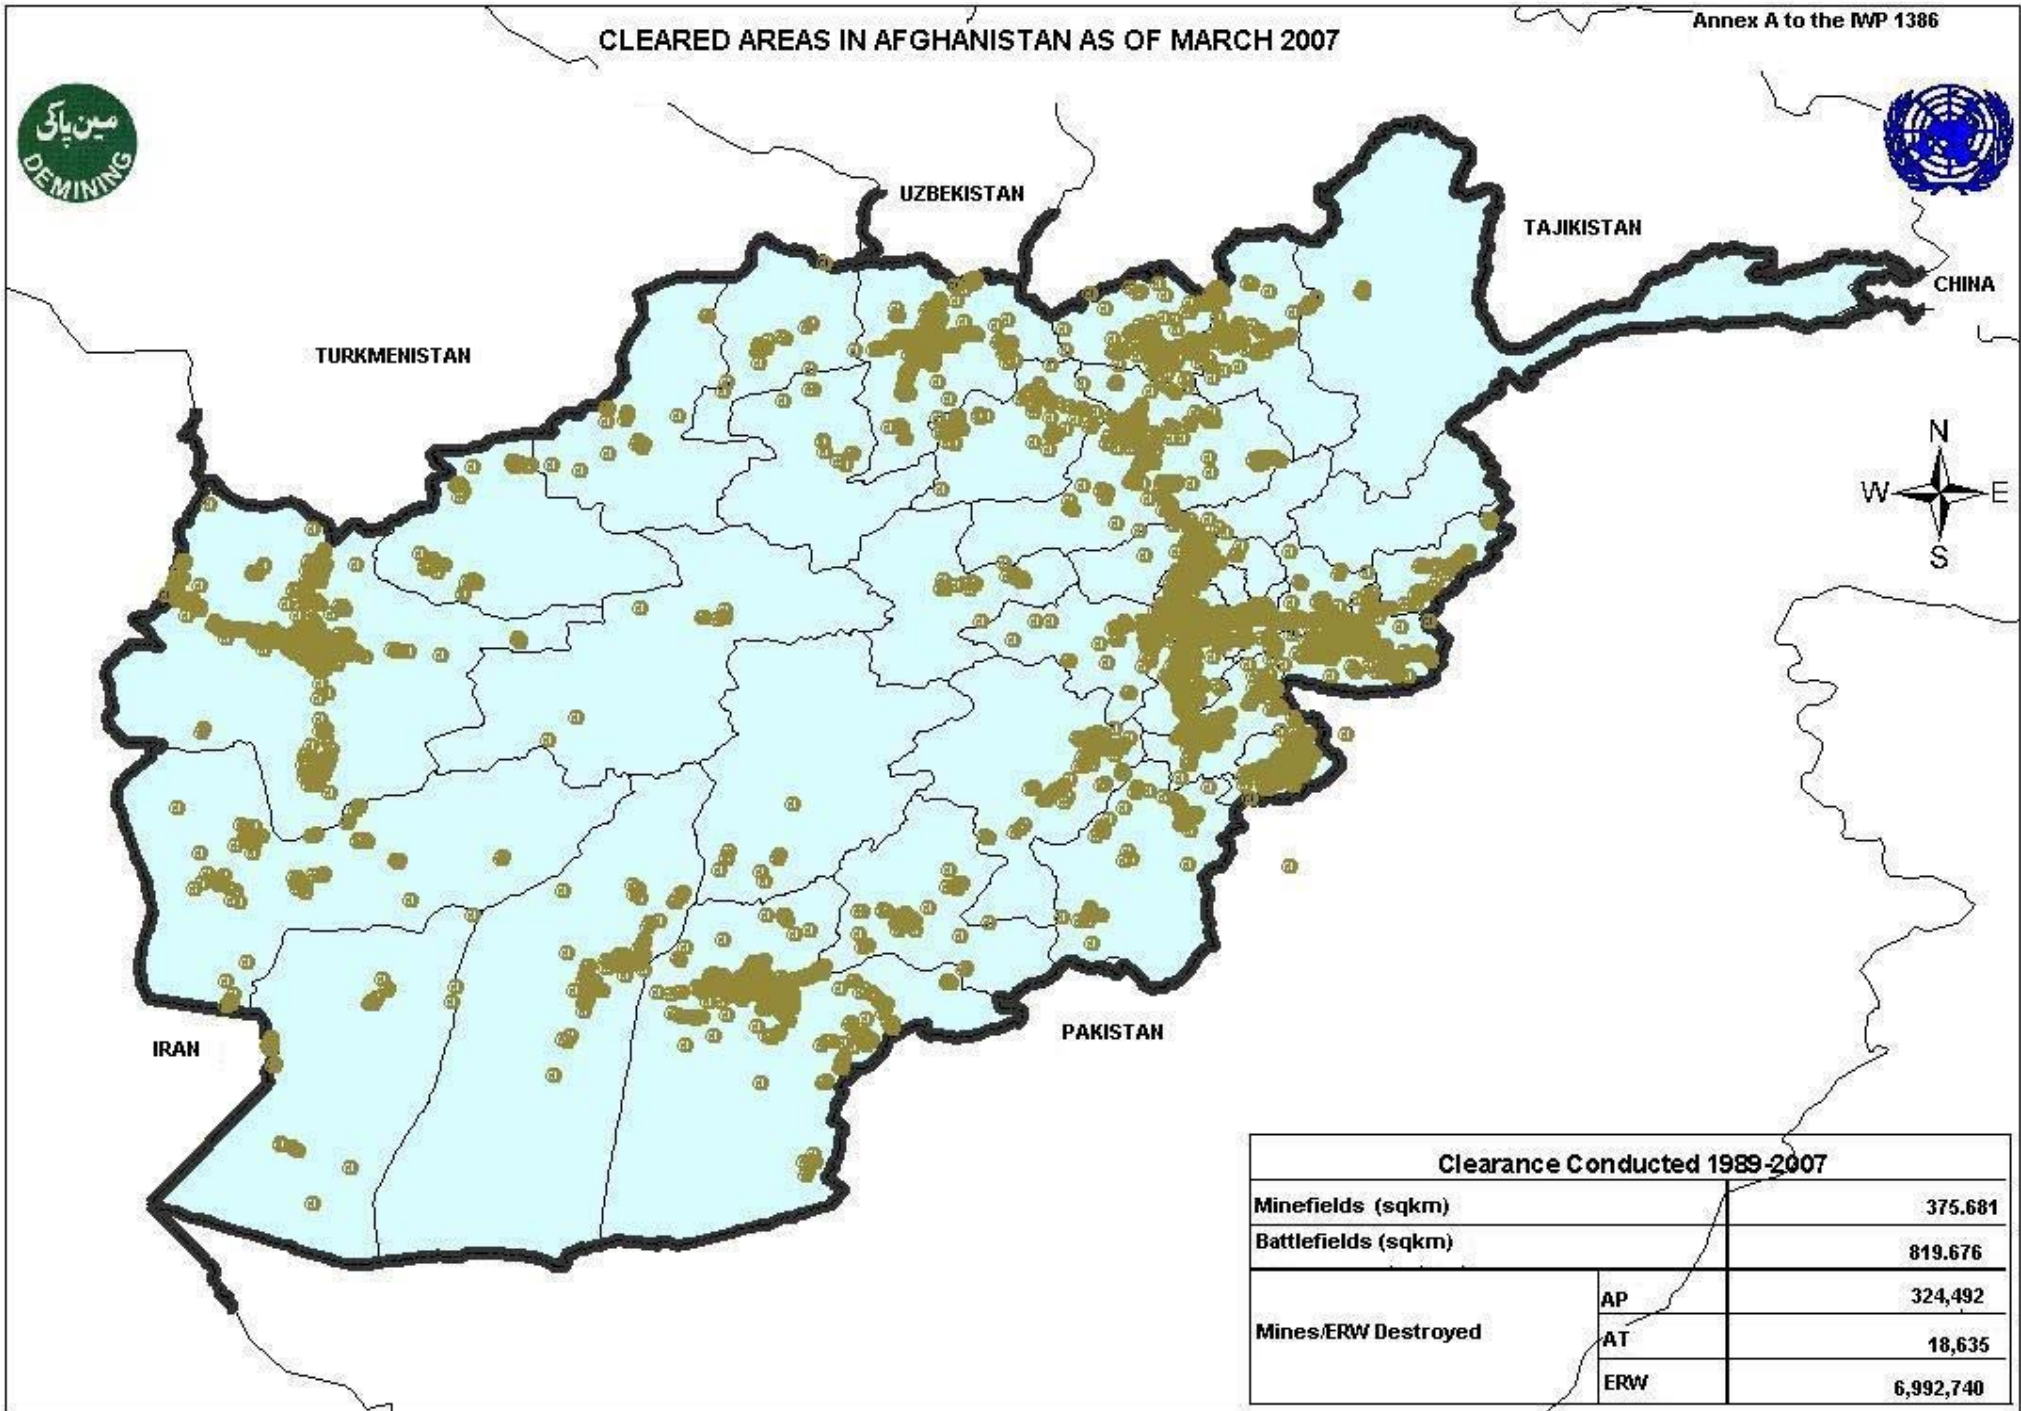 Annex A to the IWP 1386
CLEARED AREAS IN AFGHANISTAN AS OF MARCH 2007
مین پاکی
DEMINING
UZBEKISTAN
TAJIKISTAN
CHINA
TURKMENISTAN
N
W E
S
IRAN
PAKISTAN
Clearance Conducted 1989-2007
Minefields (sqkm) 375.681
Battlefields (sqkm) 819.676
Mines/ERW Destroyed
AP 324,492
AT 18,635
ERW 6,992,740